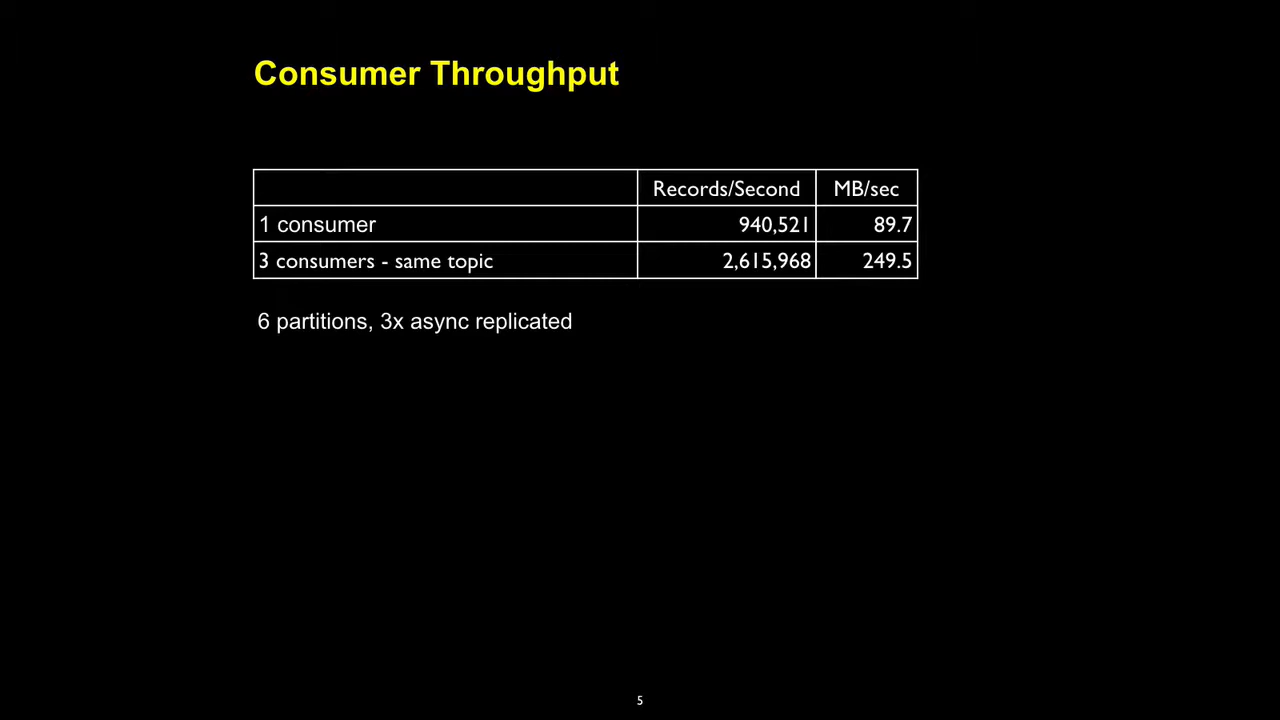 Consumer Throughput
Records/Second MB/sec
1 consumer 940,521 89.7
3 consumers - same topic 2,615,968 249.5
6 partitions, 3x async replicated
5